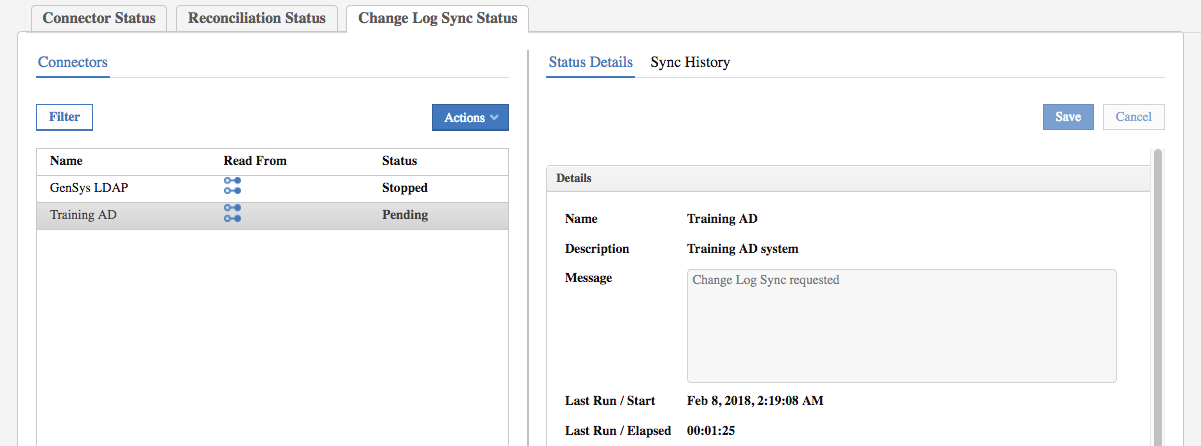 Connector Status
Reconciliation Status
Change Log Sync Status
Connectors
Filter
Actions
Name Read From Status
GenSys LDAP Stopped
Training AD Pending
Status Details Sync History
Save Cancel
Details
Name Training AD
Description Training AD system
Message Change Log Sync requested
Last Run / Start Feb 8, 2018, 2:19:08 AM
Last Run / Elapsed 00:01:25